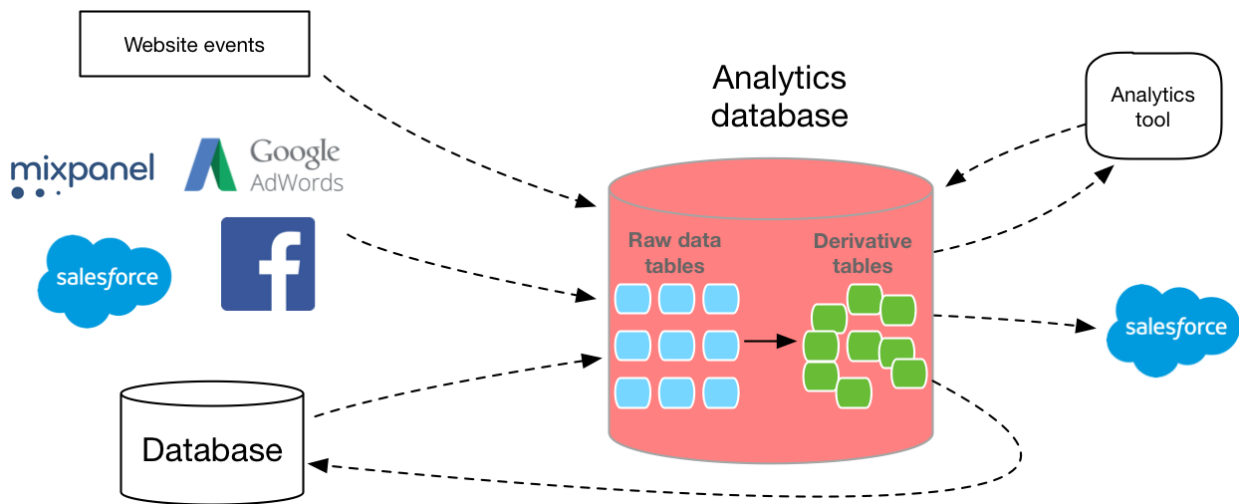 Website events
mixpanel
Google
AdWords
salesforce
f
Database
Analytics
database
Raw data
tables
Derivative
tables
Analytics
tool
salesforce